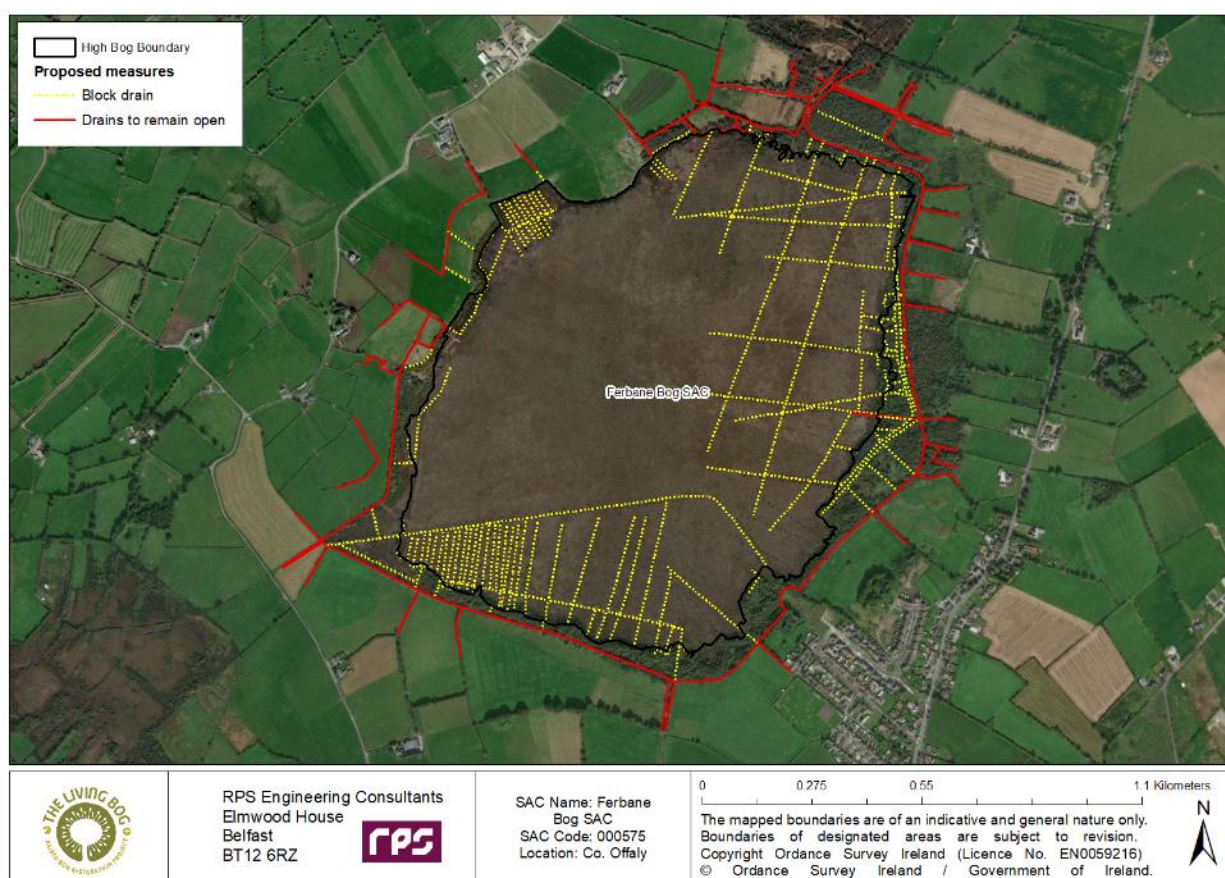 High Bog Boundary
Proposed measures
Block drain
Drains to remain open
Ferbane Bog SAC
THE LIVING BOG
RAISED BOG RESTORATION PROJECT
RPS Engineering Consultants
Elmwood House
Belfast
BT12 6RZ
rps
SAC Name: Ferbane
Bog SAC
SAC Code: 000575
Location: Co. Offaly
0 0.275 0.55 1.1 Kilometers
The mapped boundaries are of an indicative and general nature only.
Boundaries of designated areas are subject to revision.
Copyright Ordance Survey Ireland (Licence No. EN0059216)
© Ordance Survey Ireland / Government of Ireland.
N